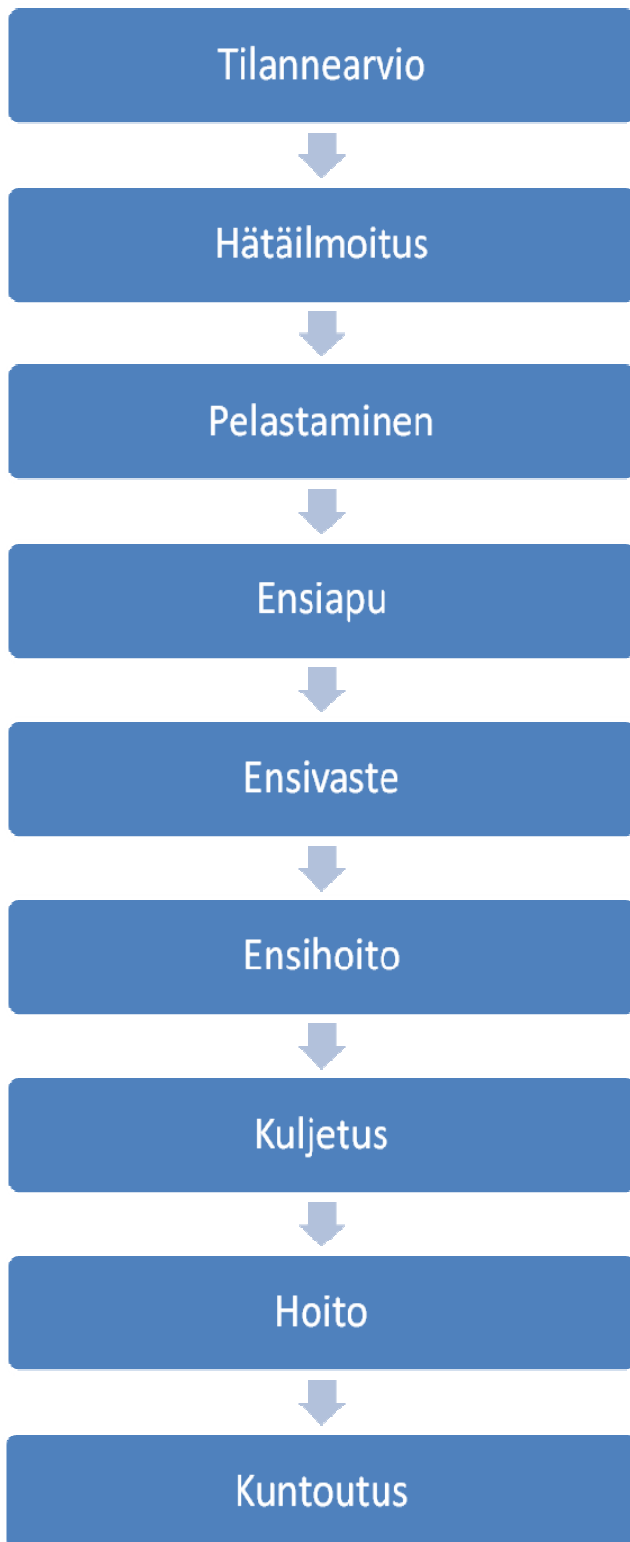 Tilannearvio
Hätäilmoitus
Pelastaminen
Ensiapu
Ensivaste
Ensihoito
Kuljetus
Hoito
Kuntoutus